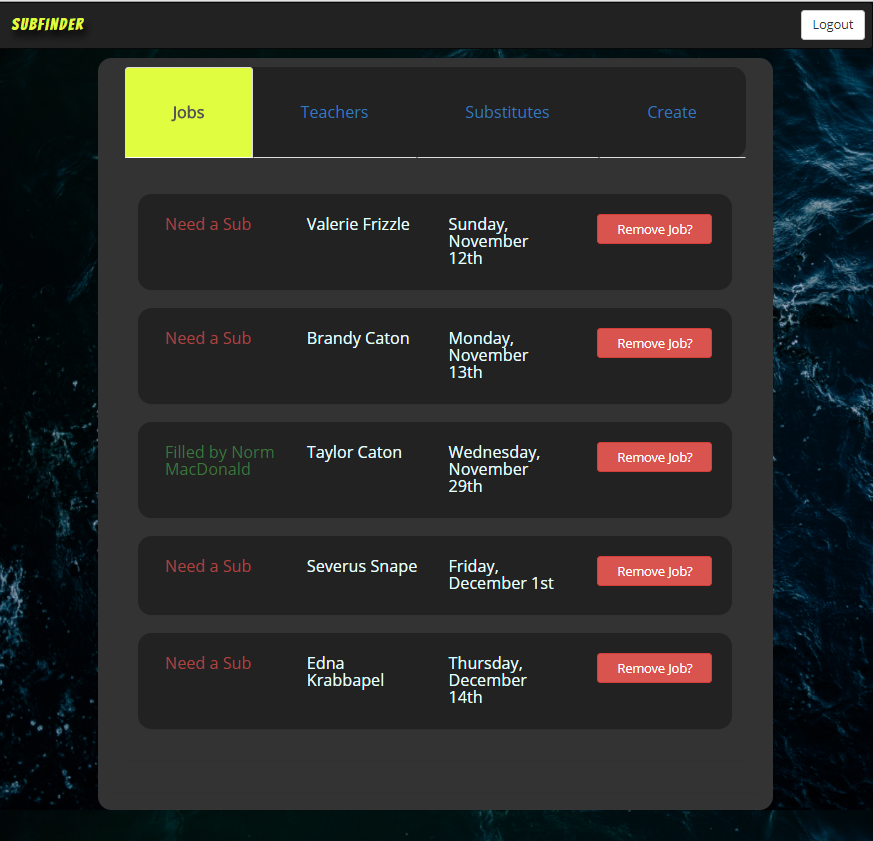 SUBFINDER
Logout
Jobs
Teachers
Substitutes
Create
Need a Sub
Valerie Frizzle
Sunday,
November
12th
Remove Job?
Need a Sub
Brandy Caton
Monday,
November
13th
Remove Job?
Filled by Norm
MacDonald
Taylor Caton
Wednesday,
November
29th
Remove Job?
Need a Sub
Severus Snape
Friday,
December 1st
Remove Job?
Need a Sub
Edna
Krabbapel
Thursday,
December
14th
Remove Job?